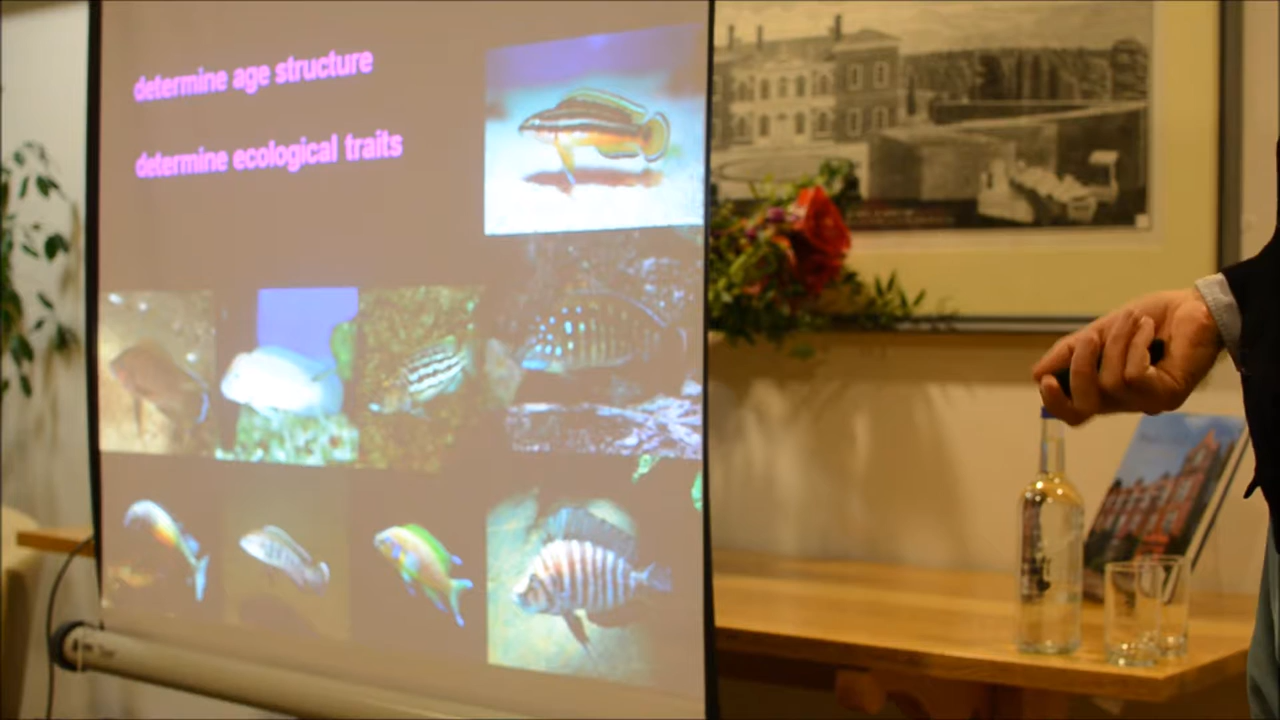 determine age structure
determine ecological traits